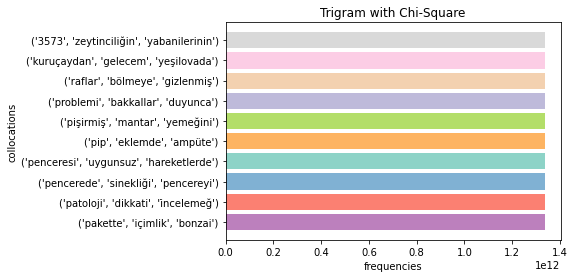 Trigram with Chi-Square
('3573', 'zeytinciliğin', 'yabanilerinin')
('kuruçaydan', 'gelecem', 'yeşilovada')
('raflar', 'bölmeye', 'gizlenmiş')
('problemi', 'bakkallar', 'duyunca')
('pişirmiş', 'mantar', 'yemeğini')
('pip', 'eklemde', 'ampüte')
('penceresi', 'uygunsuz', 'hareketlerde')
('pencerede', 'sinekliği', 'pencereyi')
('patoloji', 'dikkati', 'incelemeğ')
('pakette', 'içimlik', 'bonzai')
collocations
0.0 0.2 0.4 0.6 0.8 1.0 1.2 1.4
1e12
frequencies